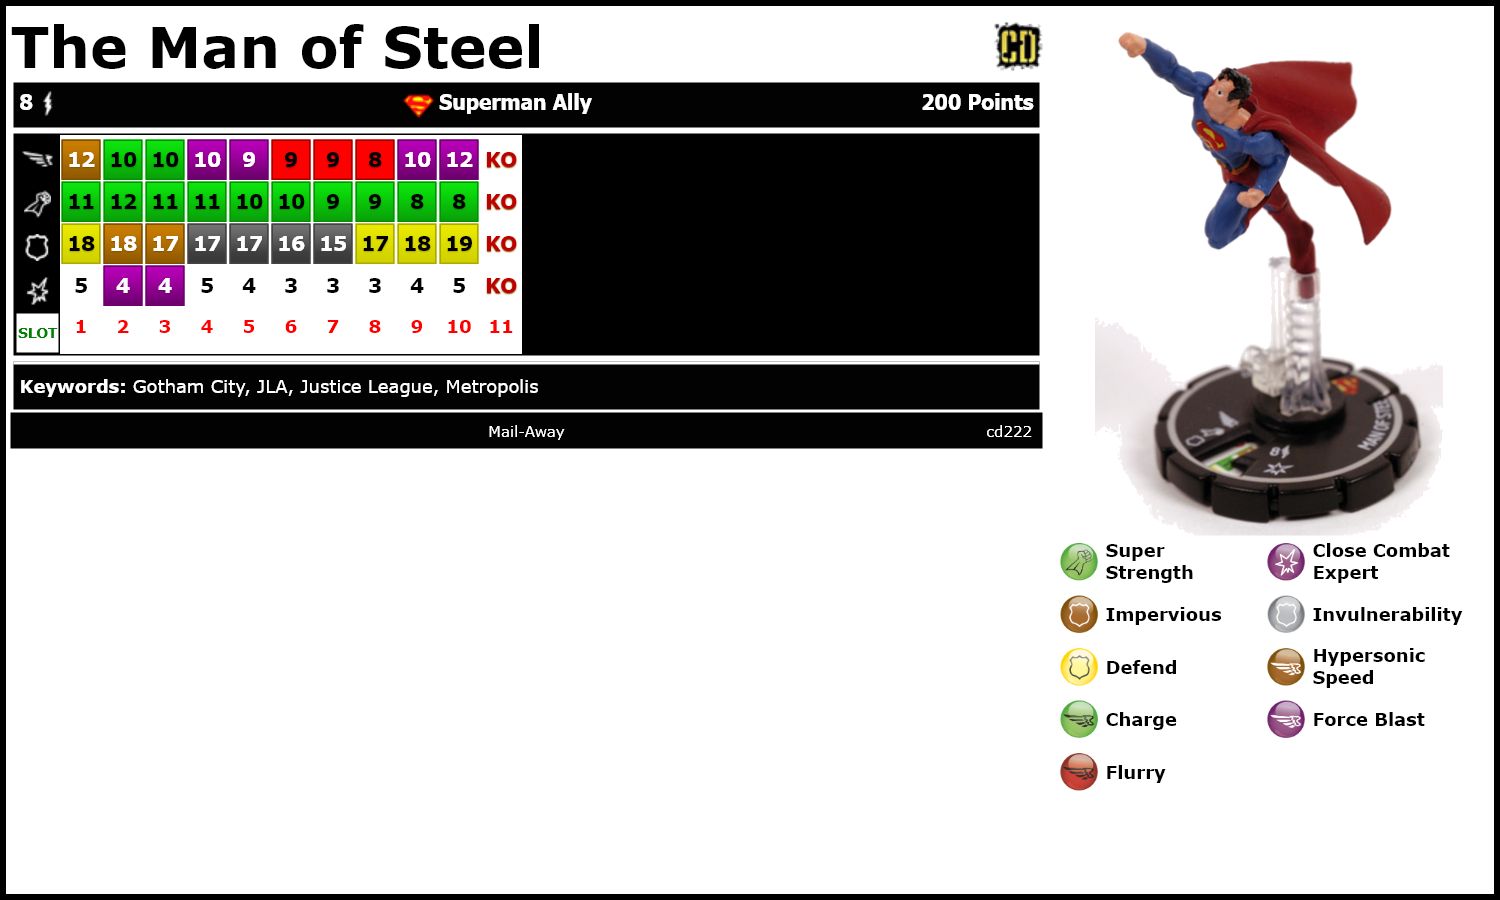 The Man of Steel
CD
8 Superman Ally 200 Points
12 10 10 10 9 9 9 8 10 12 KO
11 12 11 11 10 10 9 9 8 8 KO
18 18 17 17 17 16 15 17 18 19 KO
5 4 4 5 4 3 3 3 4 5 KO
SLOT 1 2 3 4 5 6 7 8 9 10 11
Keywords: Gotham City, JLA, Justice League, Metropolis
Mail-Away cd222
MAN OF STEEL
8
Super
Strength
Close Combat
Expert
Impervious
Invulnerability
Defend
Hypersonic
Speed
Charge
Force Blast
Flurry